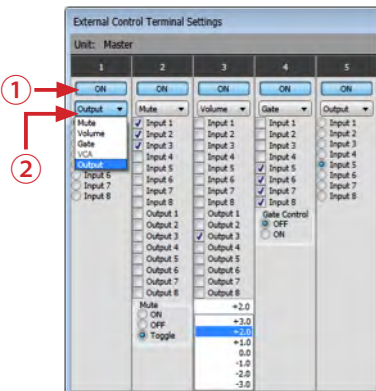 External Control Terminal Settings
Unit: Master
1 2 3 4 5
① ON ON ON ON ON
② Output Mute Volume Gate Output
Mute
Volume
Gate
VCA
Output
Input 6
Input 7
Input 8
Input 1
Input 2
Input 3
Input 4
Input 5
Input 6
Input 7
Input 8
Output 1
Output 2
Output 3
Output 4
Output 5
Output 6
Output 7
Output 8
Mute
ON
OFF
Toggle
Input 1
Input 2
Input 3
Input 4
Input 5
Input 6
Input 7
Input 8
Output 1
Output 2
Output 3
Output 4
Output 5
Output 6
Output 7
Output 8
+2.0
+3.0
+2.0
+1.0
0.0
-1.0
-2.0
-3.0
Input 1
Input 2
Input 3
Input 4
Input 5
Input 6
Input 7
Input 8
Gate Control
OFF
ON
Input 1
Input 2
Input 3
Input 4
Input 5
Input 6
Input 7
Input 8